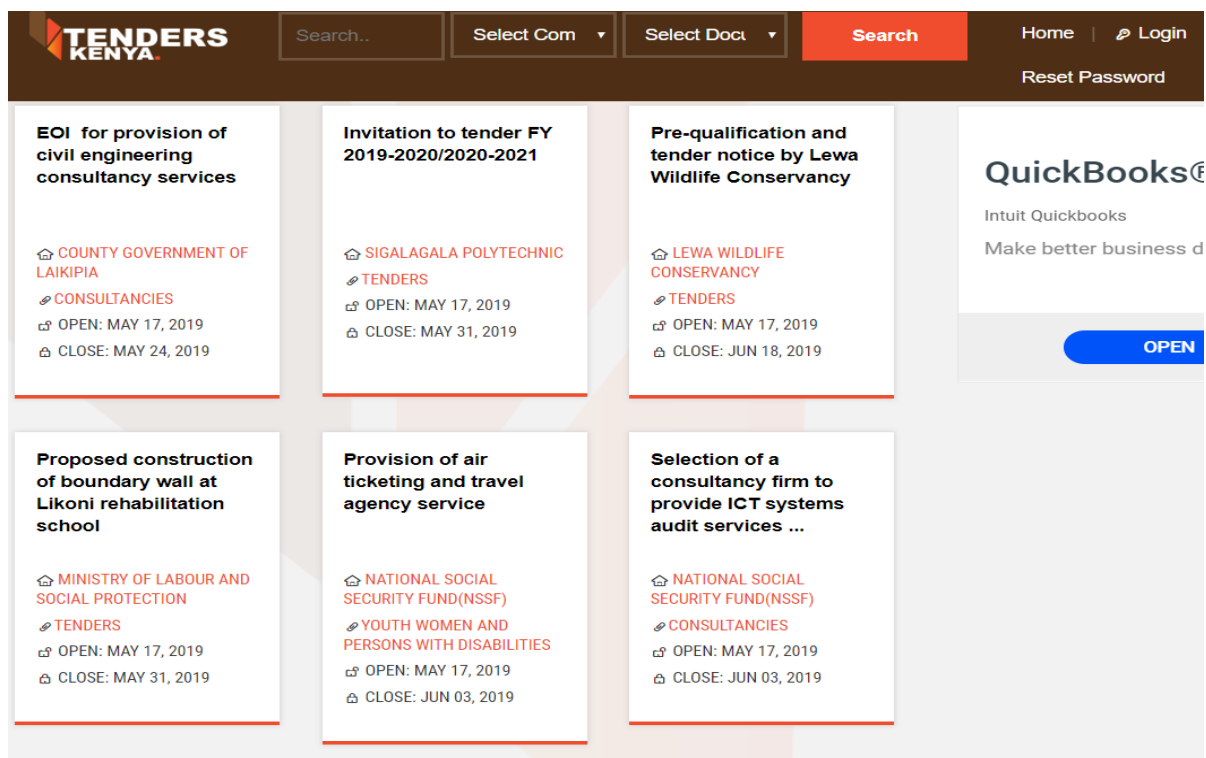 TENDERS
KENYA.
Search..
Select Com
Select Docu
Search
Home | Login
Reset Password
EOI for provision of
civil engineering
consultancy services
COUNTY GOVERNMENT OF
LAIKIPIA
CONSULTANCIES
OPEN: MAY 17, 2019
CLOSE: MAY 24, 2019
Invitation to tender FY
2019-2020/2020-2021
SIGALAGALA POLYTECHNIC
TENDERS
OPEN: MAY 17, 2019
CLOSE: MAY 31, 2019
Pre-qualification and
tender notice by Lewa
Wildlife Conservancy
LEWA WILDLIFE
CONSERVANCY
TENDERS
OPEN: MAY 17, 2019
CLOSE: JUN 18, 2019
QuickBooks®
Intuit Quickbooks
Make better business d
OPEN
Proposed construction
of boundary wall at
Likoni rehabilitation
school
MINISTRY OF LABOUR AND
SOCIAL PROTECTION
TENDERS
OPEN: MAY 17, 2019
CLOSE: MAY 31, 2019
Provision of air
ticketing and travel
agency service
NATIONAL SOCIAL
SECURITY FUND(NSSF)
YOUTH WOMEN AND
PERSONS WITH DISABILITIES
OPEN: MAY 17, 2019
CLOSE: JUN 03, 2019
Selection of a
consultancy firm to
provide ICT systems
audit services ...
NATIONAL SOCIAL
SECURITY FUND(NSSF)
CONSULTANCIES
OPEN: MAY 17, 2019
CLOSE: JUN 03, 2019